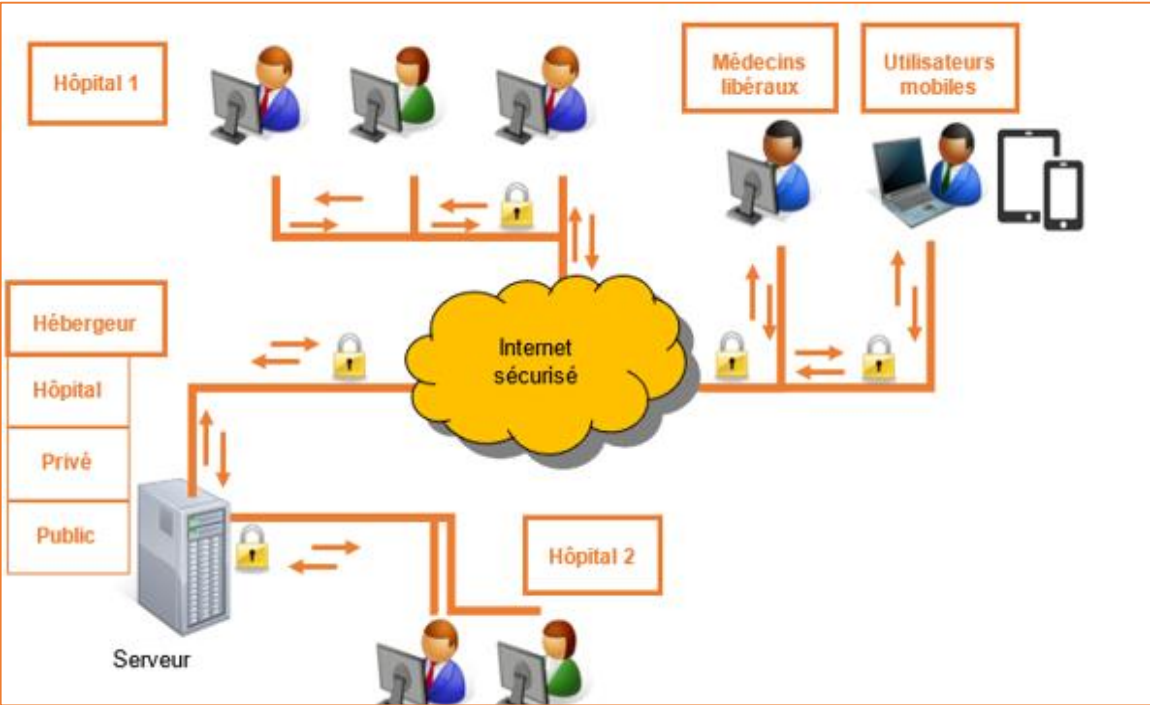 Hôpital 1
Médecins
libéraux
Utilisateurs
mobiles
Hébergeur
Hôpital
Privé
Public
Internet
sécurisé
Hôpital 2
Serveur